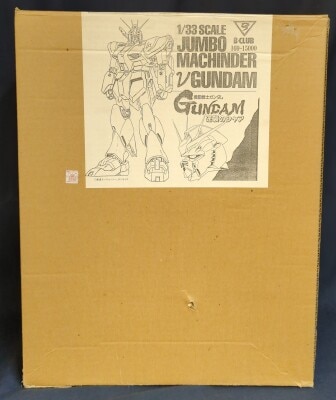 1/33 SCALE
JUMBO
MACHINDER
νGUNDAM
B-CLUB
機動戦士ガンダム
GUNDAM
逆襲のシャア